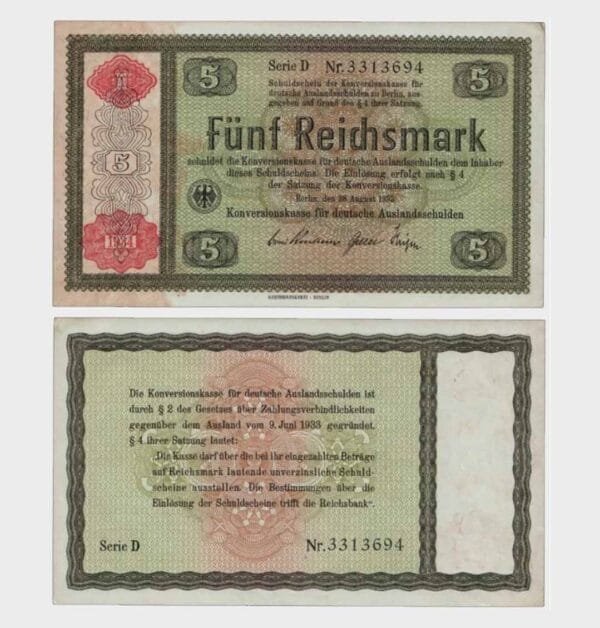 Serie D Nr.3313694
5 5
Schuldschein der Konversionskasse für
deutsche Auslandsschulden zu Berlin, aus-
gegeben auf Grund des § 4 ihrer Satzung.
Fünf Reichsmark
schuldet die Konversionskasse für deutsche Auslandsschulden dem Inhaber
dieses Schuldscheins. Die Einlösung erfolgt nach § 4
der Satzung der Konversionskasse.
Berlin, den 28. August 1933
Konversionskasse für deutsche Auslandsschulden
5
1934
5 5
REICHSDRUCKEREI · BERLIN
Die Konversionskasse für deutsche Auslandsschulden ist
durch § 2 des Gesetzes über Zahlungsverbindlichkeiten
gegenüber dem Ausland vom 9. Juni 1933 gegründet.
§ 4 ihrer Satzung lautet:
„Die Kasse darf über die bei ihr eingezahlten Beträge
auf Reichsmark lautende unverzinsliche Schuld-
scheine ausstellen. Die Bestimmungen über die
Einlösung der Schuldscheine trifft die Reichsbank“.
Serie D Nr.3313694